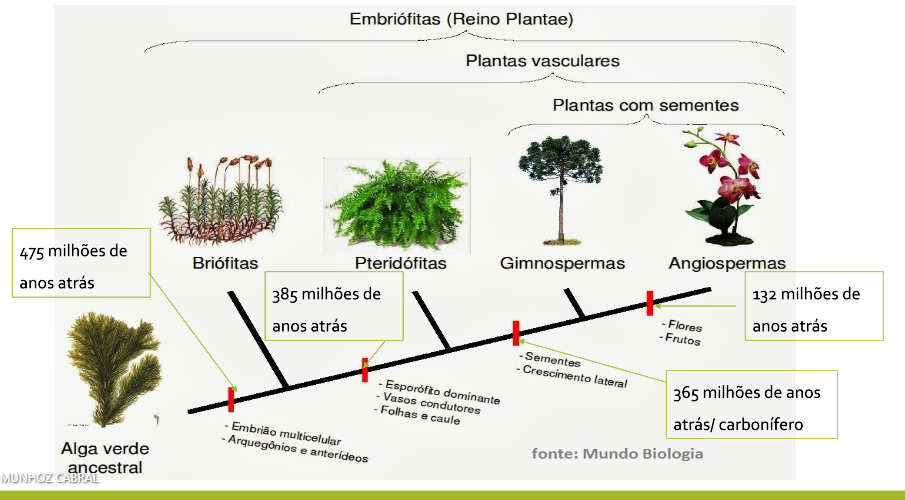 Embriófitas (Reino Plantae)
Plantas vasculares
Plantas com sementes
Briófitas
Pteridófitas
Gimnospermas
Angiospermas
475 milhões de
anos atrás
385 milhões de
anos atrás
132 milhões de
anos atrás
- Flores
- Frutos
- Sementes
- Crescimento lateral
365 milhões de anos
atrás/ carbonífero
- Esporófito dominante
- Vasos condutores
- Folhas e caule
- Embrião multicelular
- Arquegônios e anterídeos
Alga verde
ancestral
fonte: Mundo Biologia
MUNHOZ CABRAL